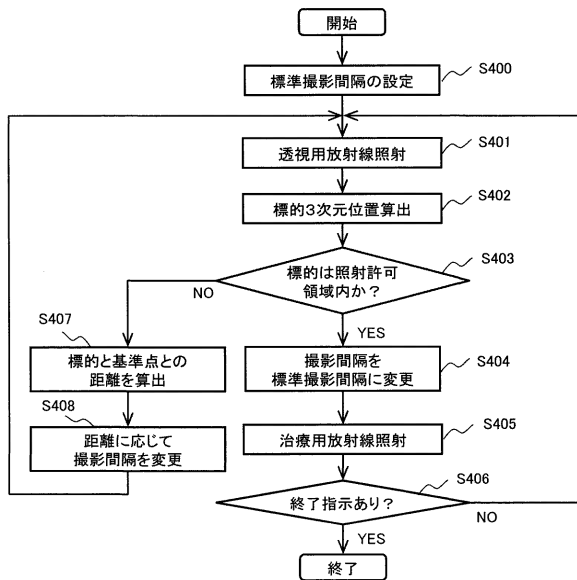 開始
標準撮影間隔の設定
S400
透視用放射線照射
S401
標的3次元位置算出
S402
標的は照射許可
領域内か?
S403
NO
YES
S407
標的と基準点との
距離を算出
S408
距離に応じて
撮影間隔を変更
撮影間隔を
標準撮影間隔に変更
S404
治療用放射線照射
S405
終了指示あり?
S406
NO
YES
終了